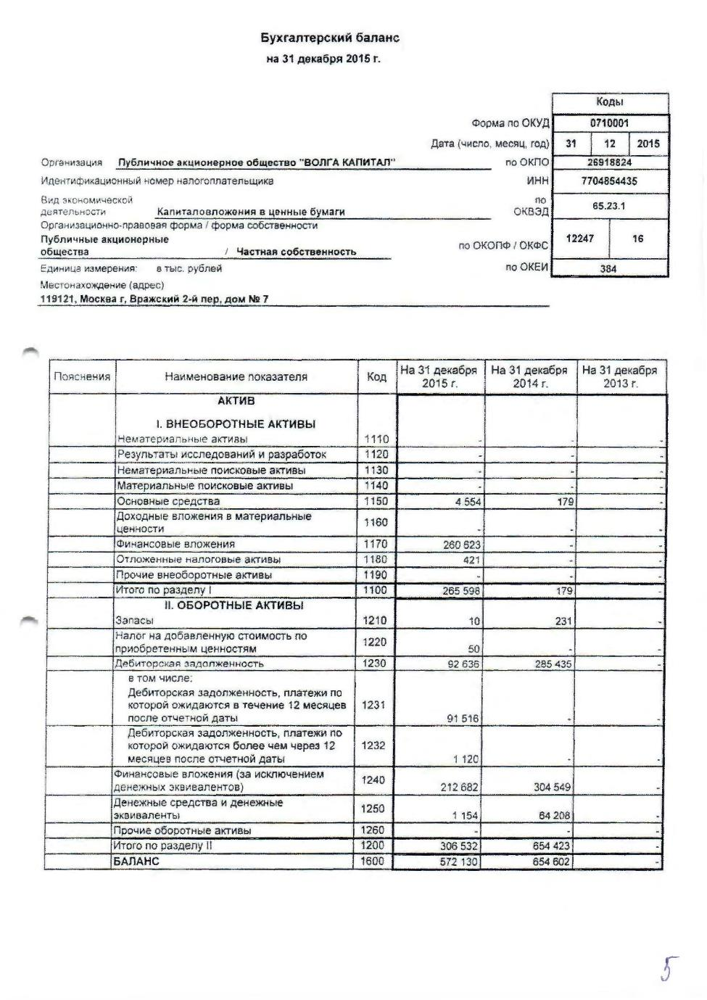 Бухгалтерский баланс
на 31 декабря 2015 г.
Коды
Форма по ОКУД 0710001
Дата (число, месяц, год) 31 12 2015
Организация Публичное акционерное общество "ВОЛГА КАПИТАЛ" по ОКПО 26918824
Идентификационный номер налогоплательщика ИНН 7704854435
Вид экономической
деятельности Капиталовложения в ценные бумаги
по
ОКВЭД
65.23.1
Организационно-правовая форма / форма собственности
Публичные акционерные
общества / Частная собственность
по ОКОПФ / ОКФС 12247 16
Единица измерения: в тыс. рублей по ОКЕИ 384
Местонахождение (адрес)
119121, Москва г, Вражский 2-й пер, дом № 7
Пояснения Наименование показателя Код На 31 декабря 2015 г. На 31 декабря 2014 г. На 31 декабря 2013 г.
АКТИВ
I. ВНЕОБОРОТНЫЕ АКТИВЫ
Нематериальные активы 1110 - - -
Результаты исследований и разработок 1120 - - -
Нематериальные поисковые активы 1130 - - -
Материальные поисковые активы 1140 - - -
Основные средства 1150 4 554 179 -
Доходные вложения в материальные
ценности 1160 - - -
Финансовые вложения 1170 260 623 - -
Отложенные налоговые активы 1180 421 - -
Прочие внеоборотные активы 1190 - - -
Итого по разделу I 1100 265 598 179 -
II. ОБОРОТНЫЕ АКТИВЫ
Запасы 1210 10 231 -
Налог на добавленную стоимость по
приобретенным ценностям 1220 50 - -
Дебиторская задолженность 1230 92 636 285 435 -
в том числе:
Дебиторская задолженность, платежи по
которой ожидаются в течение 12 месяцев
после отчетной даты 1231 91 516 - -
Дебиторская задолженность, платежи по
которой ожидаются более чем через 12
месяцев после отчетной даты 1232 1 120 - -
Финансовые вложения (за исключением
денежных эквивалентов) 1240 212 682 304 549 -
Денежные средства и денежные
эквиваленты 1250 1 154 64 208 -
Прочие оборотные активы 1260 - - -
Итого по разделу II 1200 306 532 654 423 -
БАЛАНС 1600 572 130 654 602 -
5